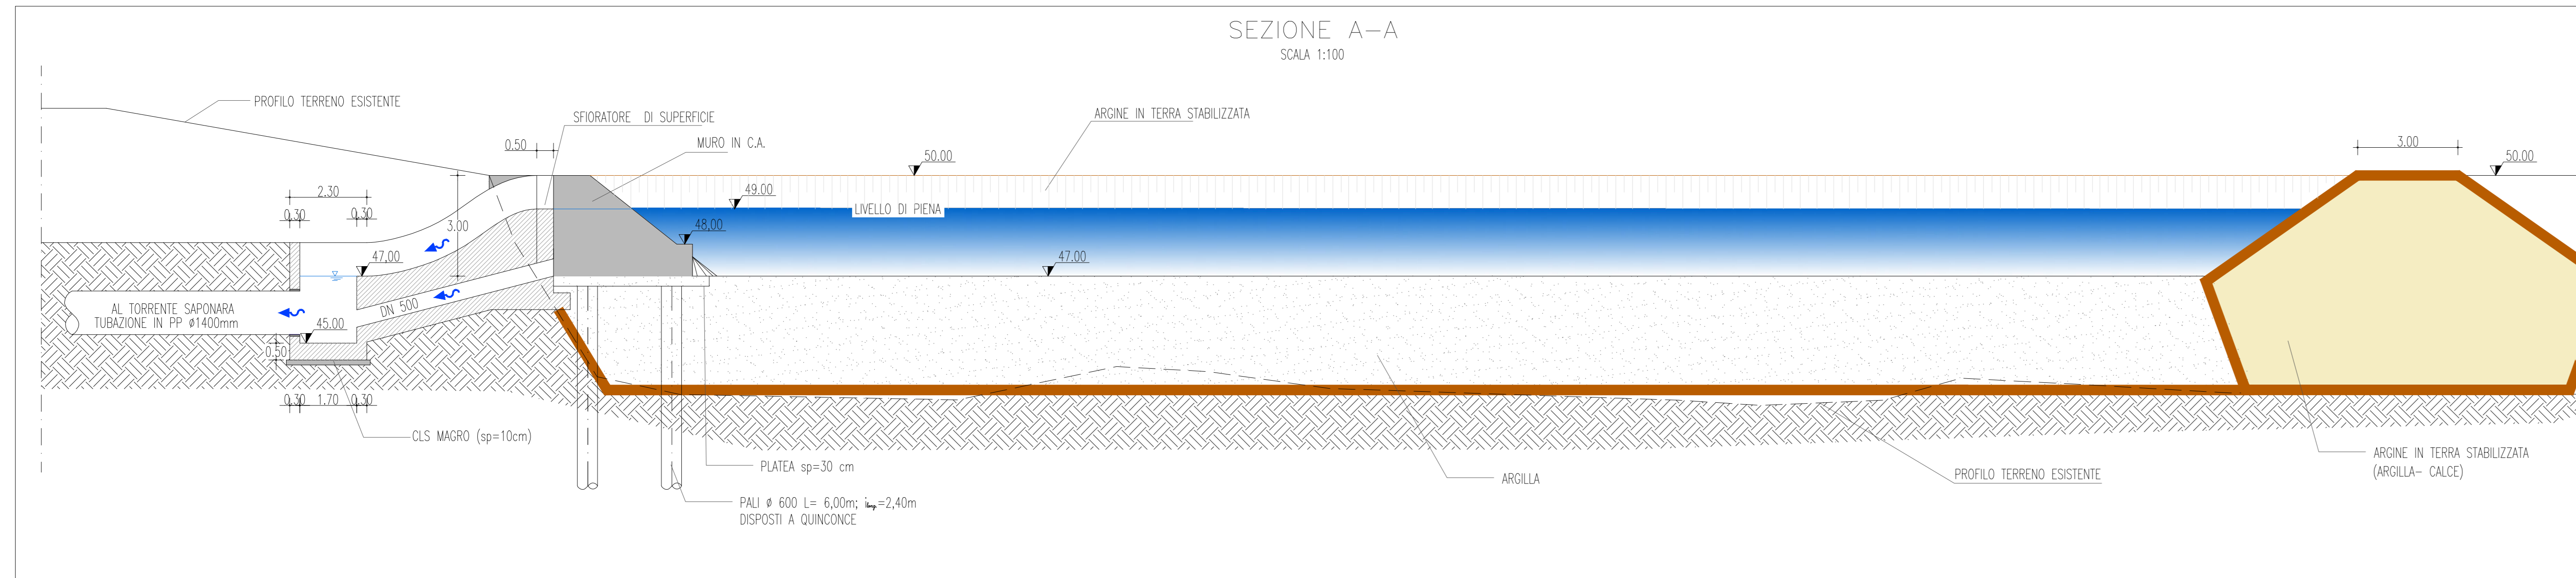 SEZIONE A-A
SCALA 1:100
PROFILO TERRENO ESISTENTE
SFIORATORE DI SUPERFICIE
ARGINE IN TERRA STABILIZZATA
MURO IN C.A.
0.50
3.00
50.00
50.00
2.30
49.00
LIVELLO DI PIENA
0.30
0.30
3.00
48,00
47,00
47.00
AL TORRENTE SAPONARA
TUBAZIONE IN PP ø1400mm
DN 500
45.00
0.50
0.30
1.70
0.30
CLS MAGRO (sp=10cm)
PLATEA sp=30 cm
ARGILLA
PROFILO TERRENO ESISTENTE
ARGINE IN TERRA STABILIZZATA
(ARGILLA- CALCE)
PALI ø 600 L= 6,00m; =2,40m
DISPOSTI A QUINCONCE